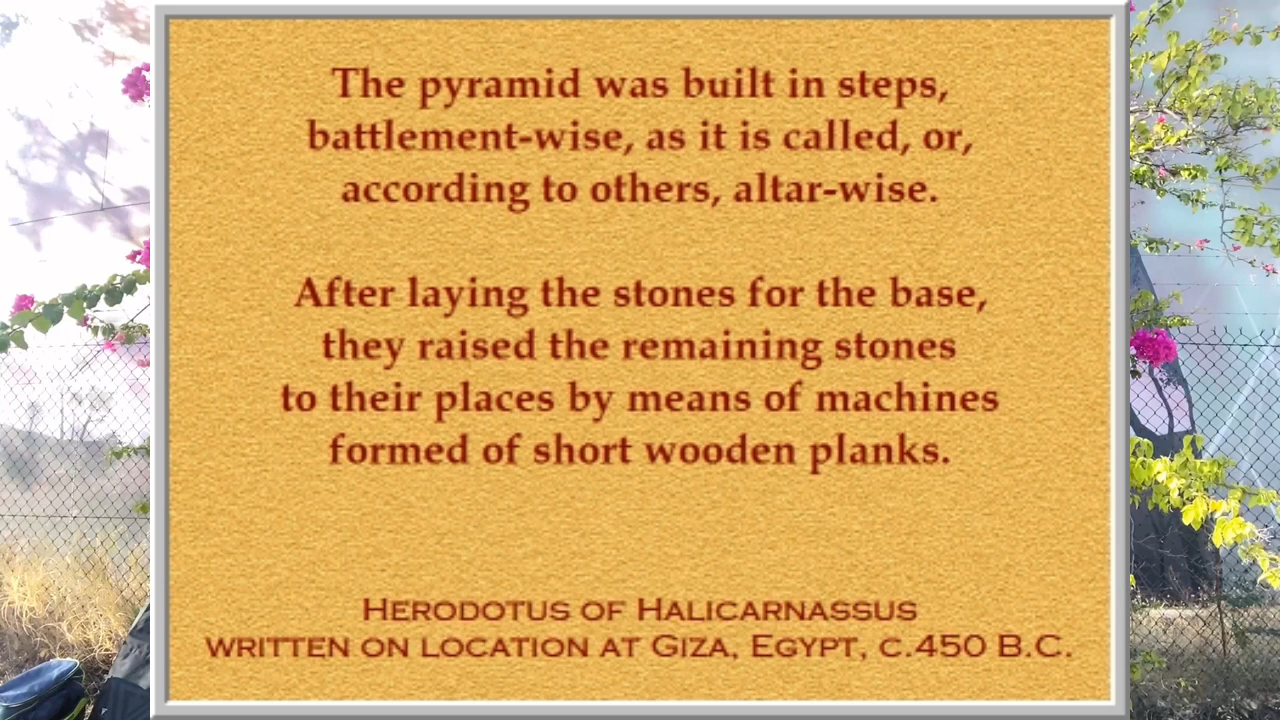 The pyramid was built in steps,
battlement-wise, as it is called, or,
according to others, altar-wise.
After laying the stones for the base,
they raised the remaining stones
to their places by means of machines
formed of short wooden planks.
Herodotus of Halicarnassus
written on location at Giza, Egypt, c.450 B.C.